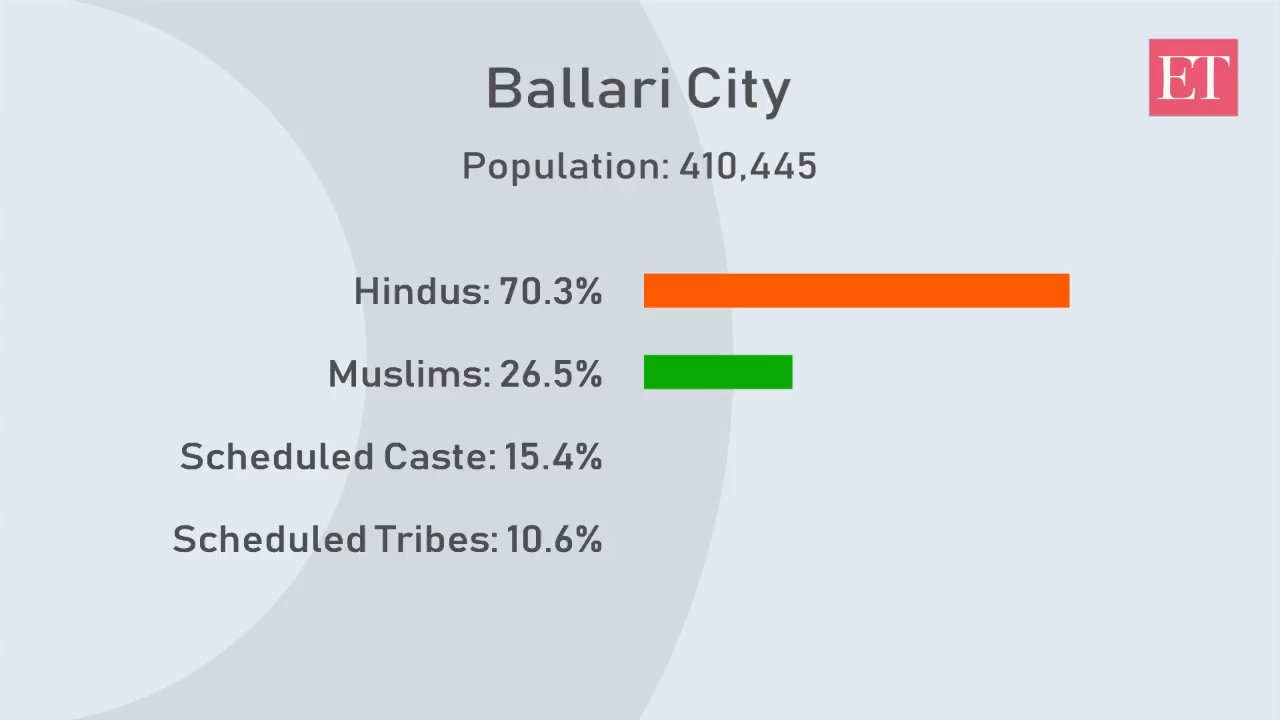 Ballari City
ET
Population: 410,445
Hindus: 70.3%
Muslims: 26.5%
Scheduled Caste: 15.4%
Scheduled Tribes: 10.6%